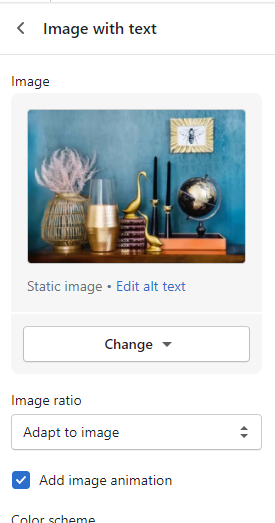 Image with text
Image
Static image • Edit alt text
Change
Image ratio
Adapt to image
Add image animation
Color scheme